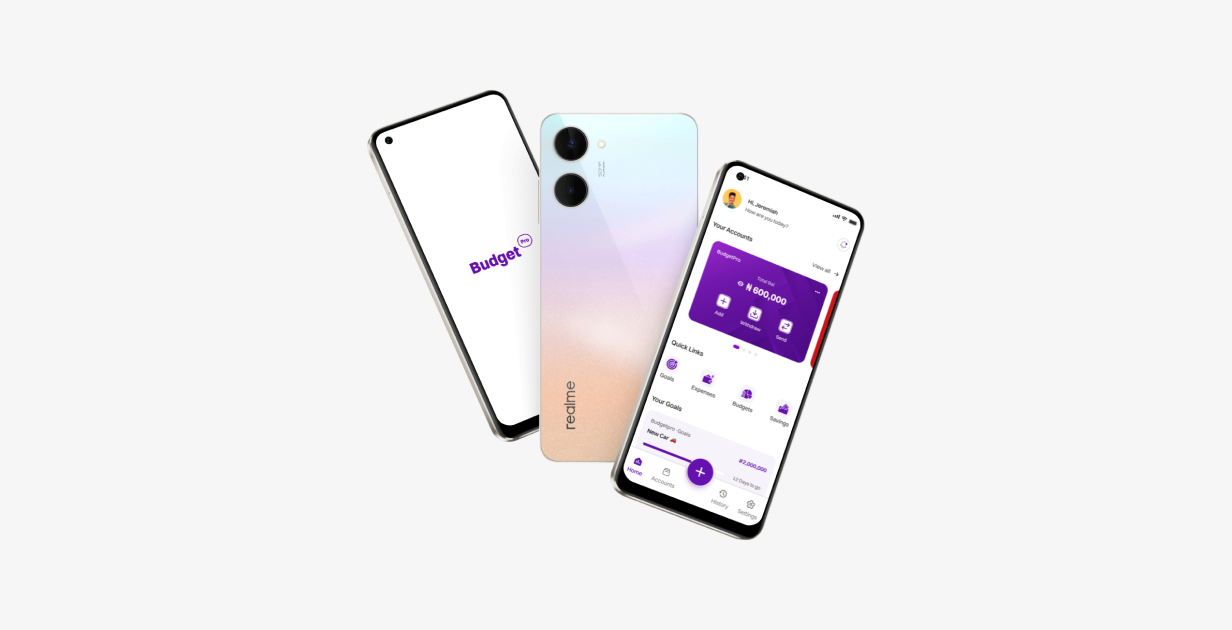 Budget Pro
realme
Hi, Jeremiah
How are you today?
Your Accounts
View all →
BudgetPro
Total Bal
₦ 600,000
Add
Withdraw
Send
Quick Links
Goals
Expenses
Budgets
Savings
Your Goals
Budgetpro - Goals
New Car 🚗
₦2,000,000
12 Days to go
Home
Accounts
History
Settings